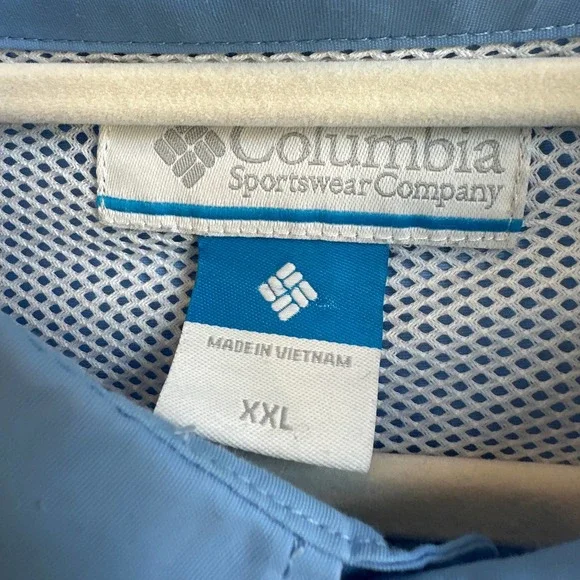 Columbia
Sportswear Company
MADE IN VIETNAM
XXL